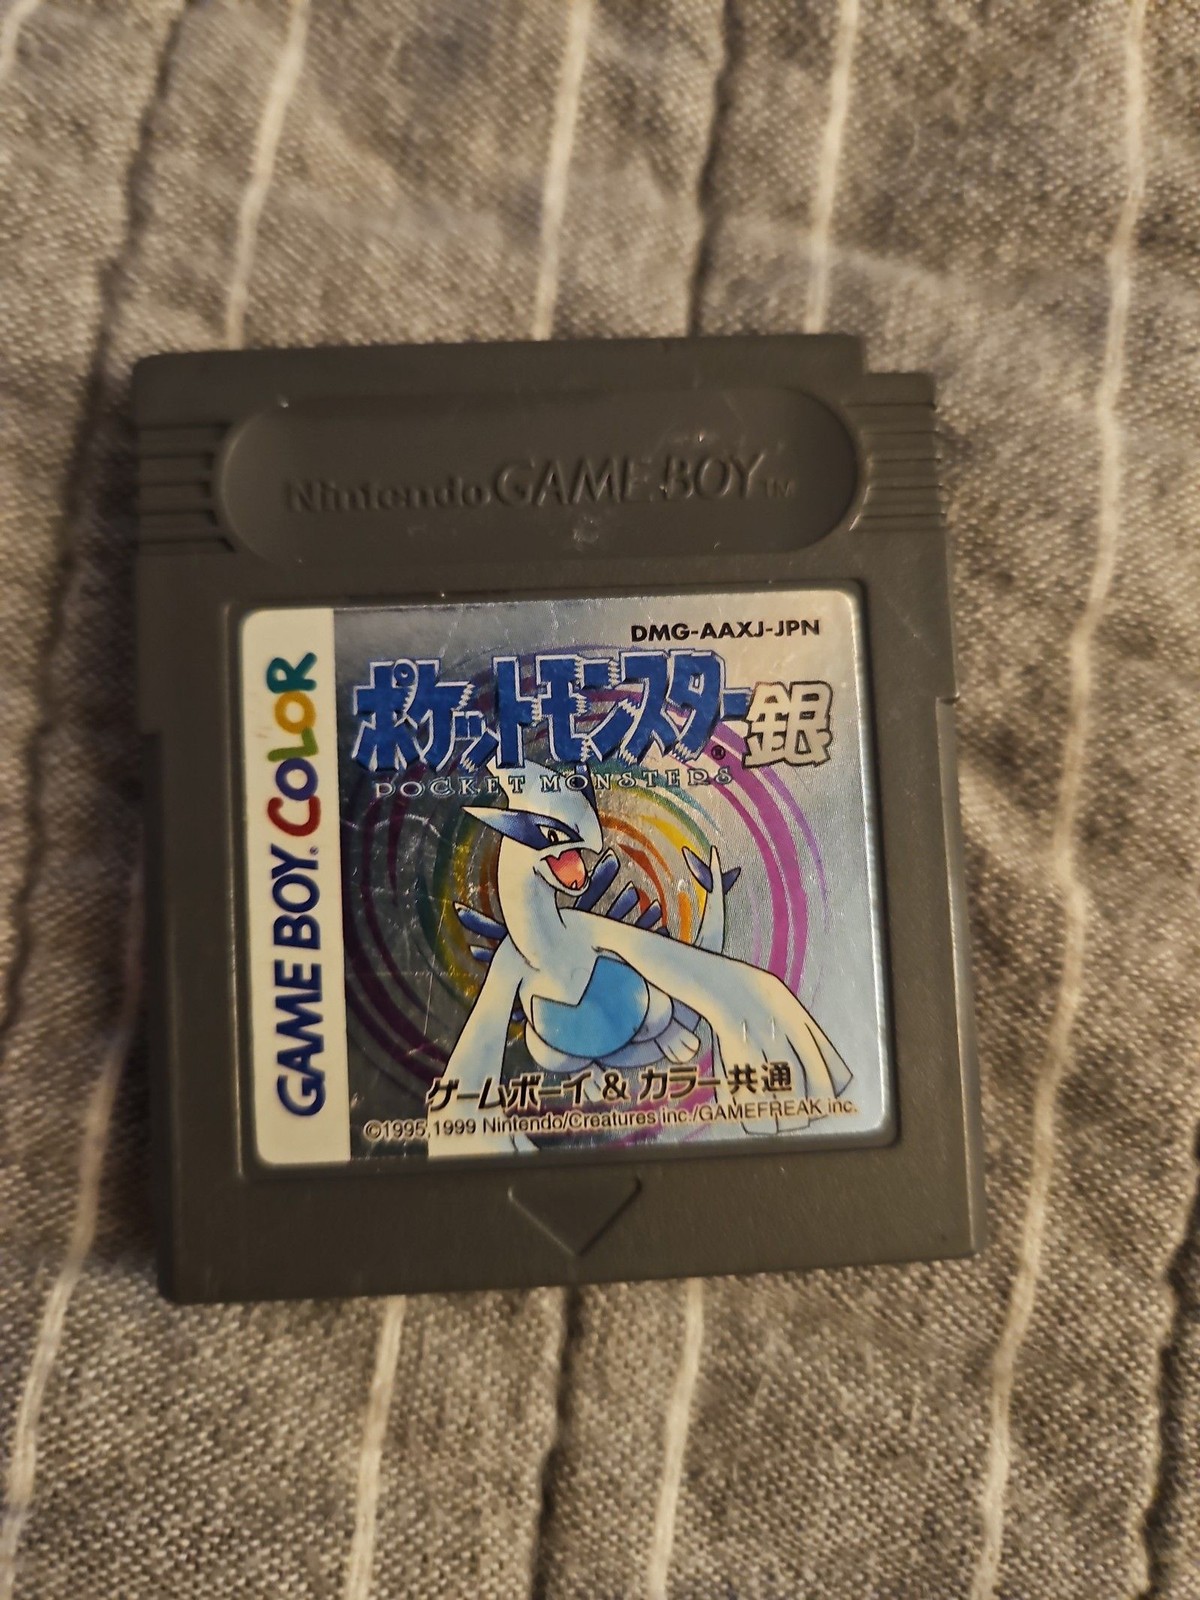 Nintendo GAME BOY TM
GAME BOY COLOR
DMG-AAXJ-JPN
ポケットモンスター® 銀
POCKET MONSTERS
ゲームボーイ & カラー共通
©1995,1999 Nintendo/Creatures inc./GAMEFREAK inc.